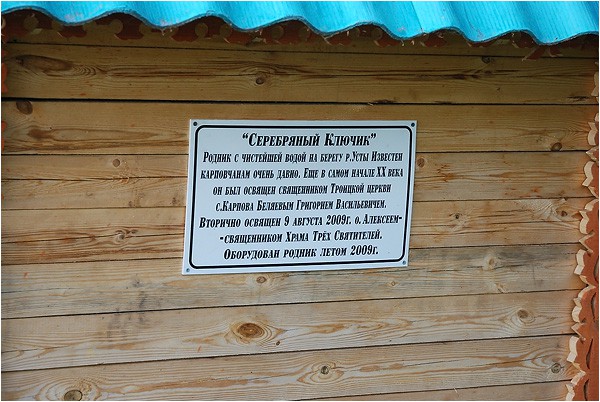 "Серебряный Ключик"
Родник с чистейшей водой на берегу р.Усты Известен
карповчанам очень давно. Еще в самом начале XX века
он был освящен священником Троицкой церкви
с.Карпова Беляевым Григорием Васильевичем.
Вторично освящен 9 августа 2009г. о.Алексеем-
-священником Храма Трёх Святителей.
Оборудован родник летом 2009г.